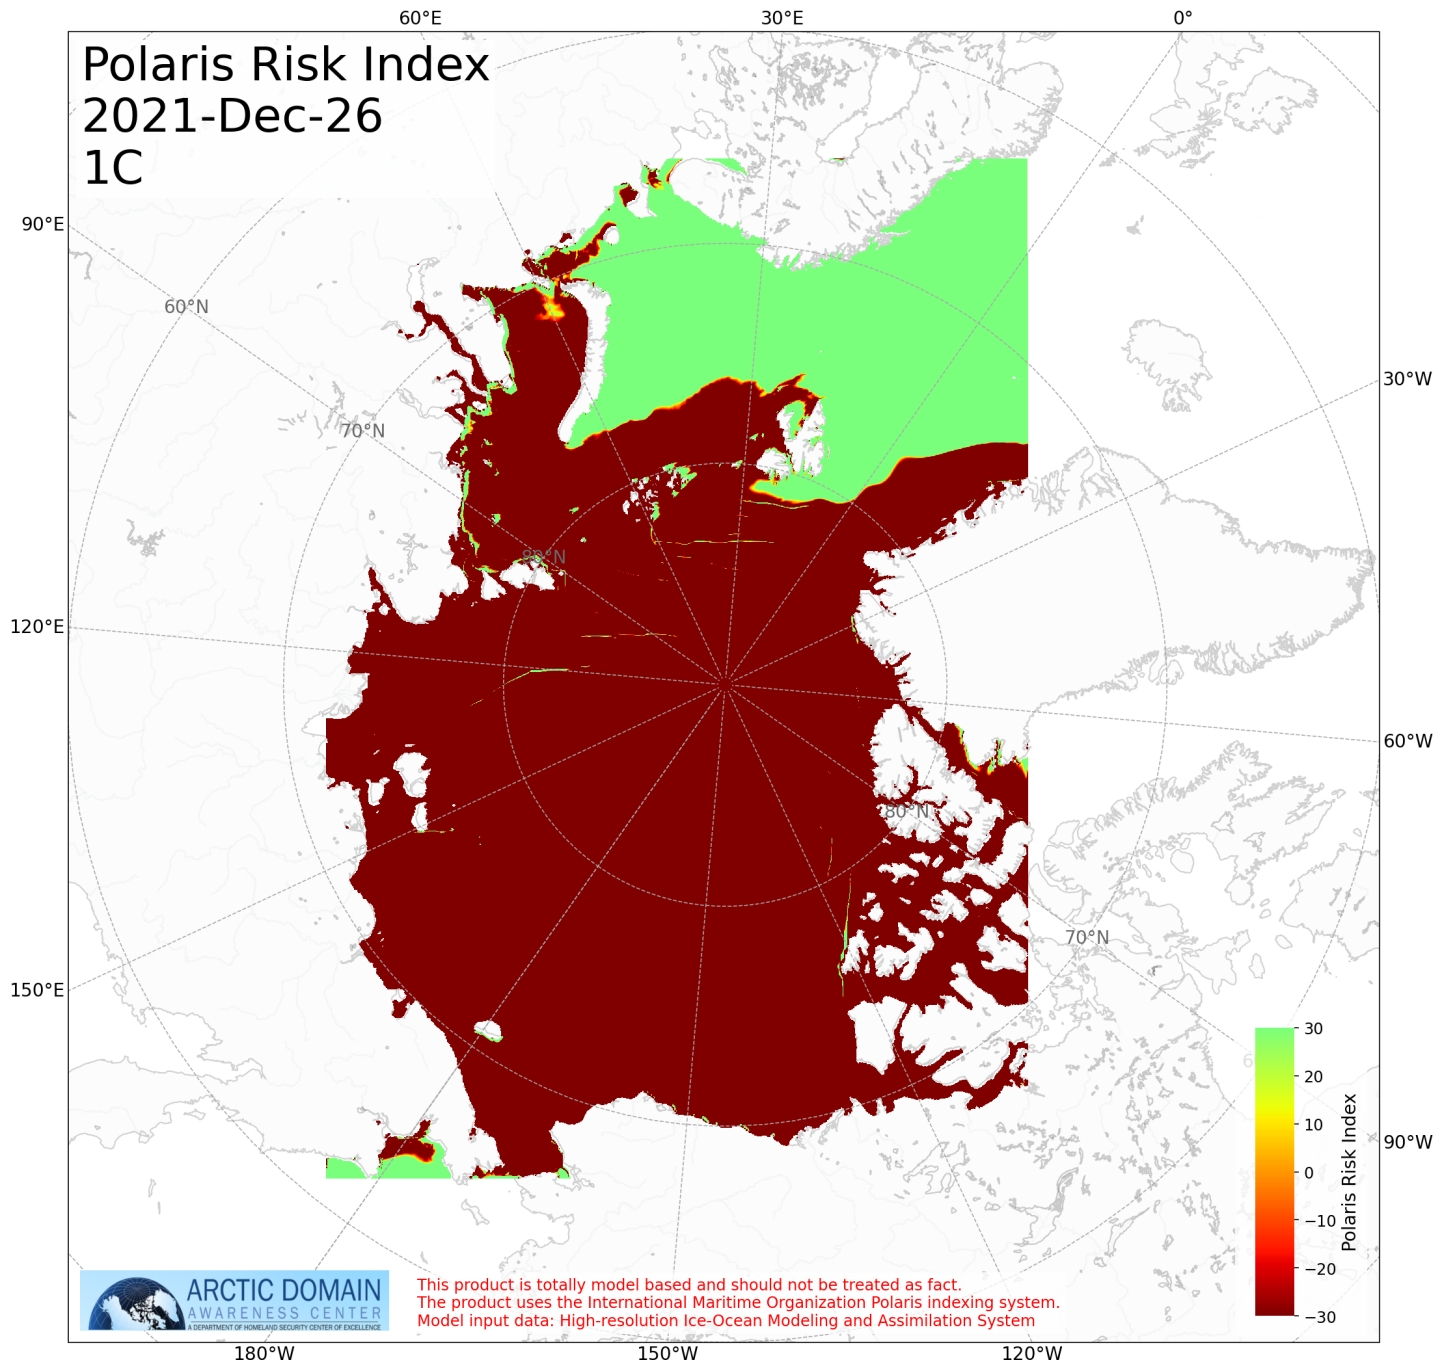 60°E
30°E
0°
Polaris Risk Index
2021-Dec-26
1C
90°E
60°N
30°W
70°N
80°N
120°E
60°W
80°N
70°N
150°E
30
20
10
0
−10
−20
−30
Polaris Risk Index
90°W
ARCTIC DOMAIN
AWARENESS CENTER
A DEPARTMENT OF HOMELAND SECURITY CENTER OF EXCELLENCE
This product is totally model based and should not be treated as fact.
The product uses the International Maritime Organization Polaris indexing system.
Model input data: High-resolution Ice-Ocean Modeling and Assimilation System
180°W
150°W
120°W